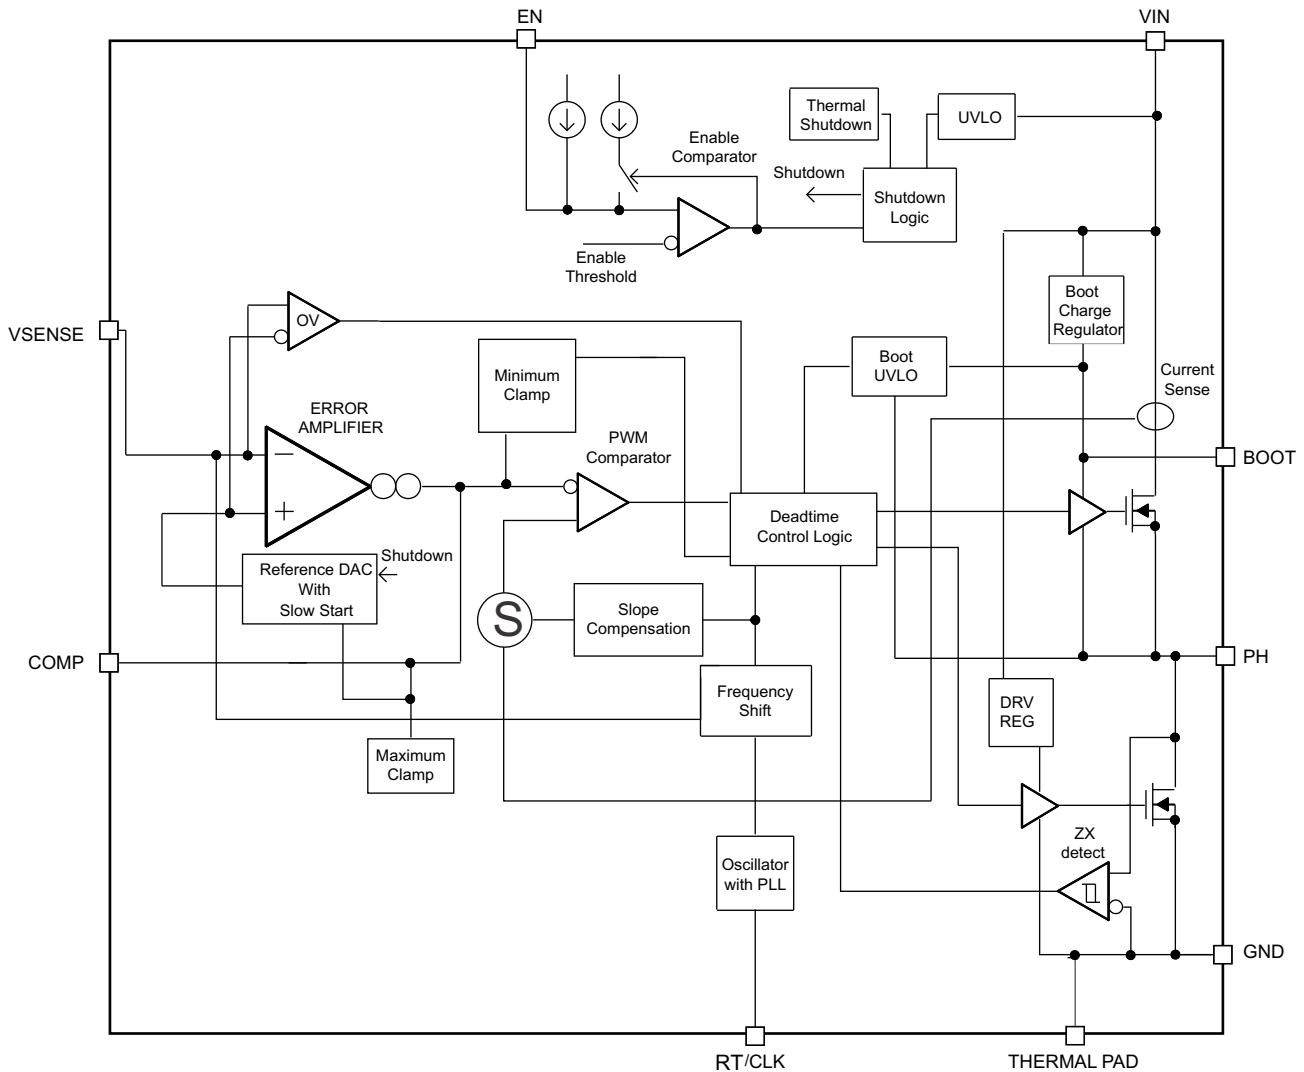 EN
VIN
Thermal
Shutdown
UVLO
Enable
Comparator
Shutdown
Shutdown
Logic
Enable
Threshold
Boot
Charge
Regulator
OV
VSENSE
Boot
UVLO
Minimum
Clamp
Current
Sense
ERROR
AMPLIFIER
PWM
Comparator
BOOT
Deadtime
Control Logic
Shutdown
Reference DAC
With
Slow Start
S
Slope
Compensation
COMP
PH
Frequency
Shift
DRV
REG
Maximum
Clamp
ZX
detect
Oscillator
with PLL
GND
RT/CLK
THERMAL PAD